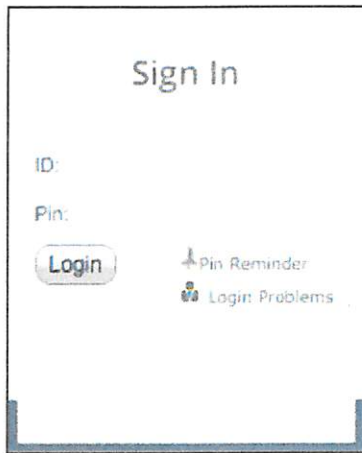 Sign In
ID:
Pin:
Login
Pin Reminder
Login Problems